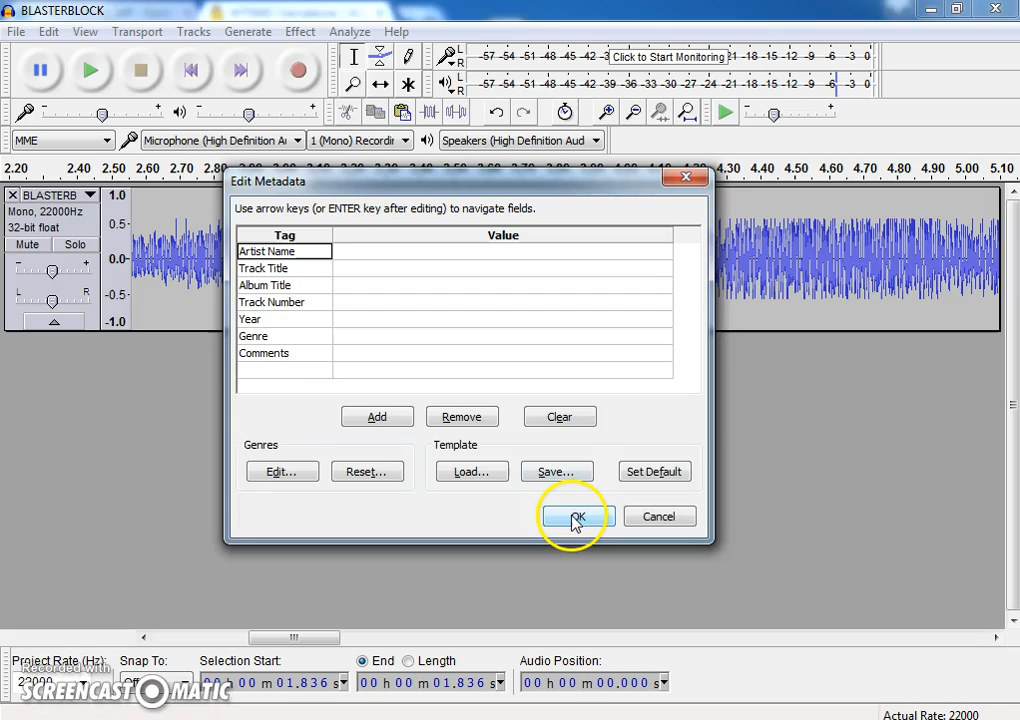 BLASTERBLOCK
File Edit View Transport Tracks Generate Effect Analyze Help
L R -57 -54 -51 -48 -45 -42 -39 Click to Start Monitoring -21 -18 -15 -12 -9 -6 -3 0
L R -57 -54 -51 -48 -45 -42 -39 -36 -33 -30 -27 -24 -21 -18 -15 -12 -9 -6 -3 0
MME Microphone (High Definition Au 1 (Mono) Recordir Speakers (High Definition Aud
2.20 2.40 2.50 2.60 2.70 2.80 4.30 4.40 4.50 4.60 4.70 4.80 4.90 5.00 5.10
BLASTERB 1.0
Mono, 22000Hz
32-bit float
0.5
Mute Solo
0.0
- +
L R
-0.5
-1.0
Edit Metadata
Use arrow keys (or ENTER key after editing) to navigate fields.
Tag Value
Artist Name
Track Title
Album Title
Track Number
Year
Genre
Comments
Add Remove Clear
Genres Template
Edit... Reset... Load... Save... Set Default
OK Cancel
Project Rate (Hz): Snap To: Selection Start: End Length Audio Position:
22000 00 h 00 m 01.836 s 00 h 00 m 01.836 s 00 h 00 m 00.000 s
Recorded with
SCREENCAST MATIC
Actual Rate: 22000